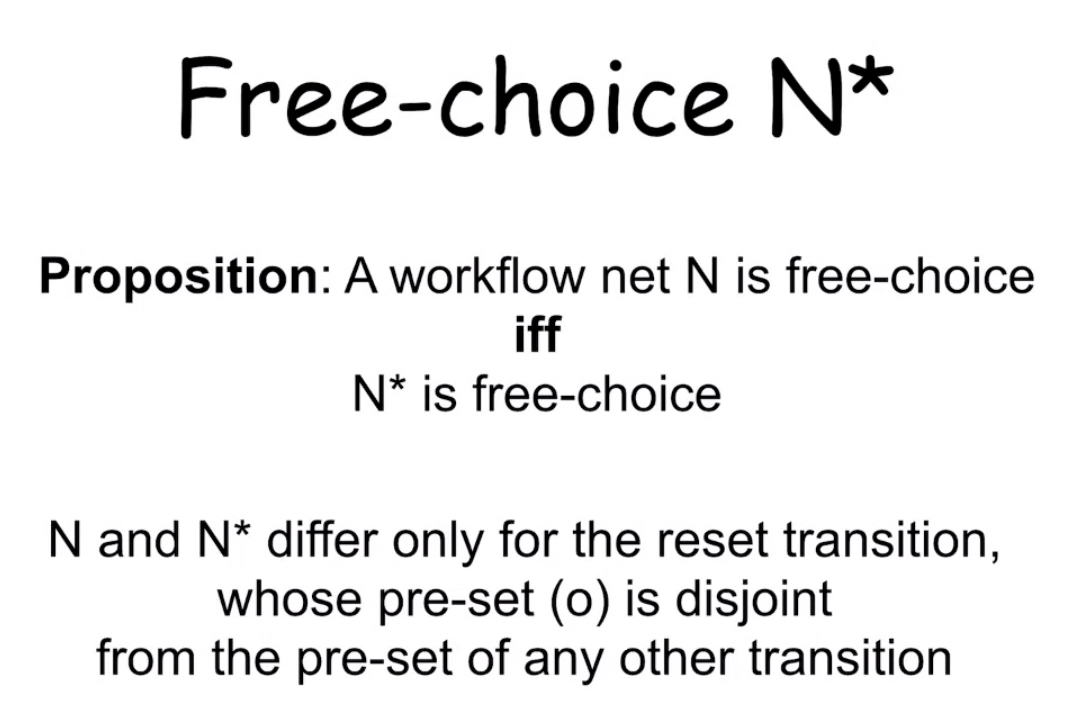 Free-choice N*
Proposition: A workflow net N is free-choice
iff
N* is free-choice
N and N* differ only for the reset transition,
whose pre-set (o) is disjoint
from the pre-set of any other transition